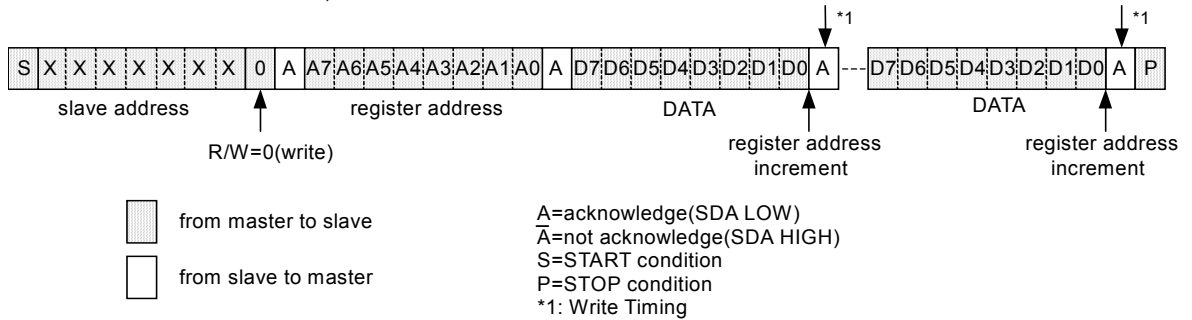 *1 *1
S X X X X X X X 0 A A7 A6 A5 A4 A3 A2 A1 A0 A D7 D6 D5 D4 D3 D2 D1 D0 A ---- D7 D6 D5 D4 D3 D2 D1 D0 A P
slave address register address DATA DATA
R/W=0(write)
register address
increment
register address
increment
from master to slave
from slave to master
A=acknowledge(SDA LOW)
A̅=not acknowledge(SDA HIGH)
S=START condition
P=STOP condition
*1: Write Timing